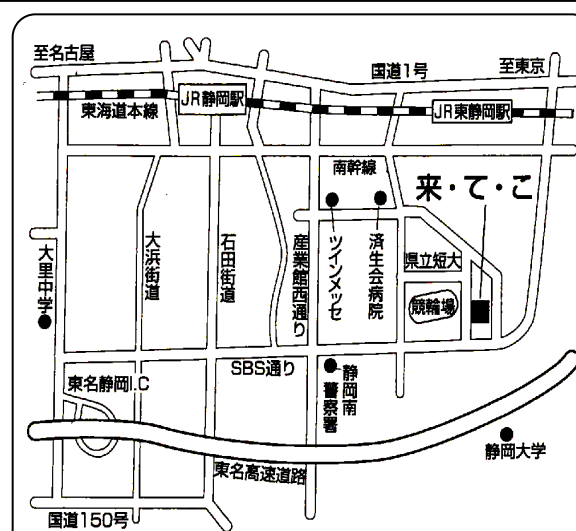 至名古屋
国道1号
至東京
東海道本線
JR静岡駅
JR東静岡駅
南幹線
来・て・こ
大里中学
大浜街道
石田街道
産業館西通り
ツインメッセ
済生会病院
県立短大
競輪場
SBS通り
静岡南
警察署
東名静岡I.C
静岡大学
東名高速道路
国道150号